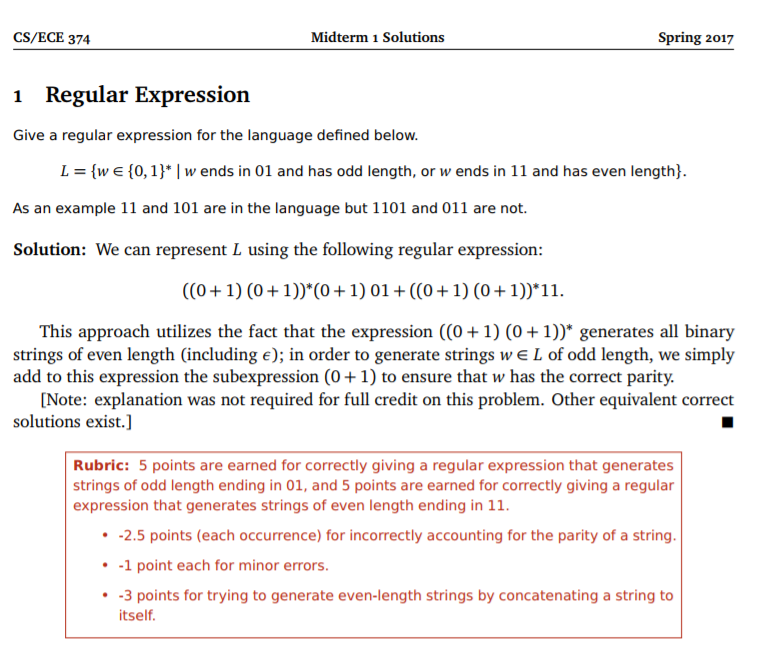 CS/ECE 374 Midterm 1 Solutions Spring 2017
1 Regular Expression
Give a regular expression for the language defined below.
L = {w ∈ {0, 1}* | w ends in 01 and has odd length, or w ends in 11 and has even length}.
As an example 11 and 101 are in the language but 1101 and 011 are not.
Solution: We can represent L using the following regular expression:
((0 + 1) (0 + 1))*(0 + 1) 01 + ((0 + 1) (0 + 1))*11.
This approach utilizes the fact that the expression ((0 + 1) (0 + 1))* generates all binary
strings of even length (including ϵ); in order to generate strings w ∈ L of odd length, we simply
add to this expression the subexpression (0 + 1) to ensure that w has the correct parity.
[Note: explanation was not required for full credit on this problem. Other equivalent correct
solutions exist.] ■
Rubric: 5 points are earned for correctly giving a regular expression that generates
strings of odd length ending in 01, and 5 points are earned for correctly giving a regular
expression that generates strings of even length ending in 11.
• -2.5 points (each occurrence) for incorrectly accounting for the parity of a string.
• -1 point each for minor errors.
• -3 points for trying to generate even-length strings by concatenating a string to
itself.